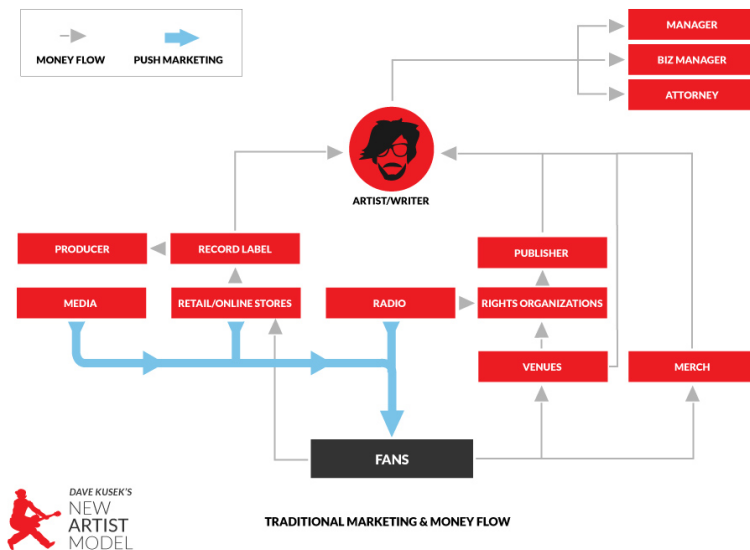 MONEY FLOW
PUSH MARKETING
MANAGER
BIZ MANAGER
ATTORNEY
ARTIST/WRITER
PRODUCER
RECORD LABEL
PUBLISHER
MEDIA
RETAIL/ONLINE STORES
RADIO
RIGHTS ORGANIZATIONS
VENUES
MERCH
FANS
DAVE KUSEK'S
NEW
ARTIST
MODEL
TRADITIONAL MARKETING & MONEY FLOW